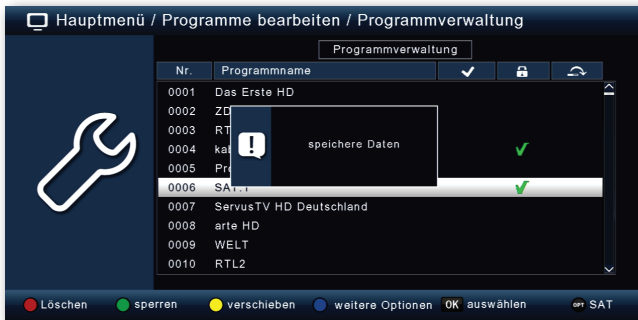 Hauptmenü / Programme bearbeiten / Programmverwaltung
Programmverwaltung
Nr. Programmname
0001 Das Erste HD
0002 ZD
0003 RT
0004
0005 Pr
speichere Daten
0006 SAT.1
0007 ServusTV HD Deutschland
0008 arte HD
0009 WELT
0010 RTL2
Löschen sperren verschieben weitere Optionen OK auswählen OPT SAT